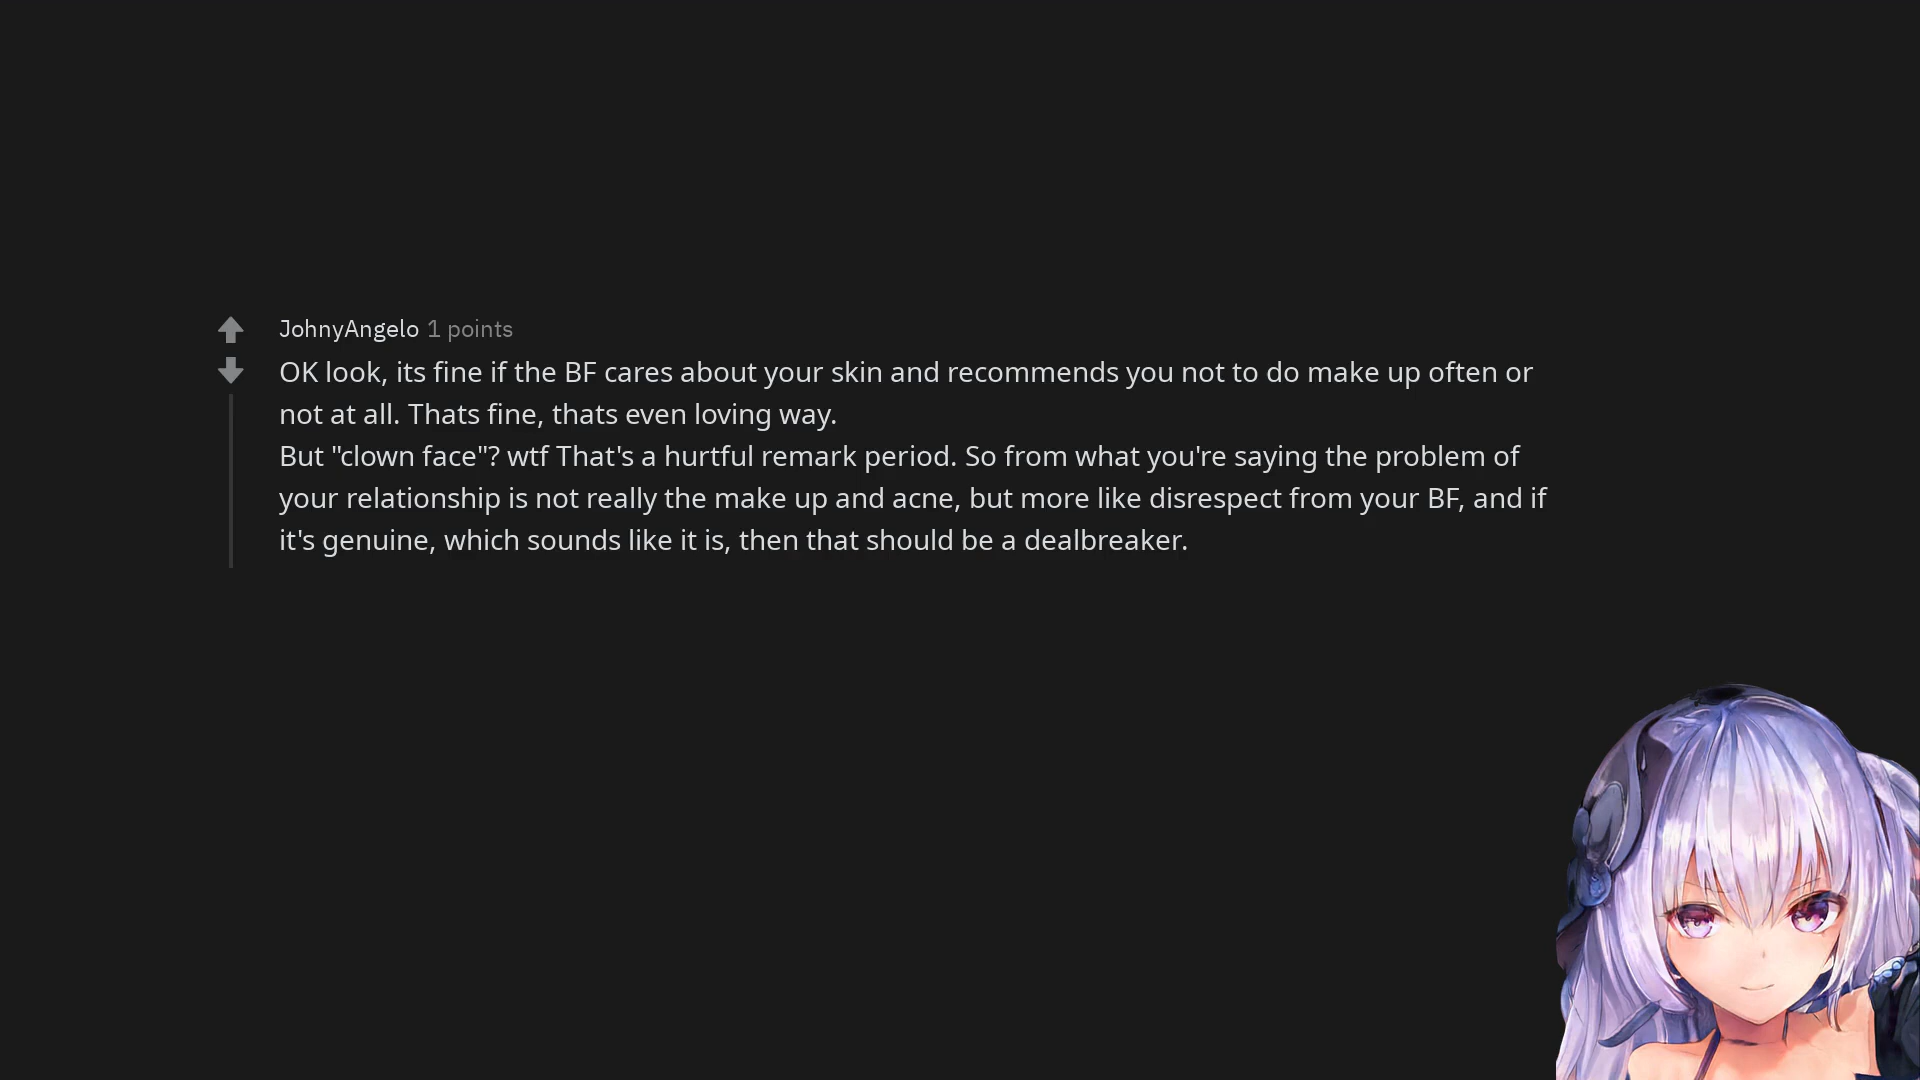 JohnyAngelo 1 points
OK look, its fine if the BF cares about your skin and recommends you not to do make up often or
not at all. Thats fine, thats even loving way.
But "clown face"? wtf That's a hurtful remark period. So from what you're saying the problem of
your relationship is not really the make up and acne, but more like disrespect from your BF, and if
it's genuine, which sounds like it is, then that should be a dealbreaker.